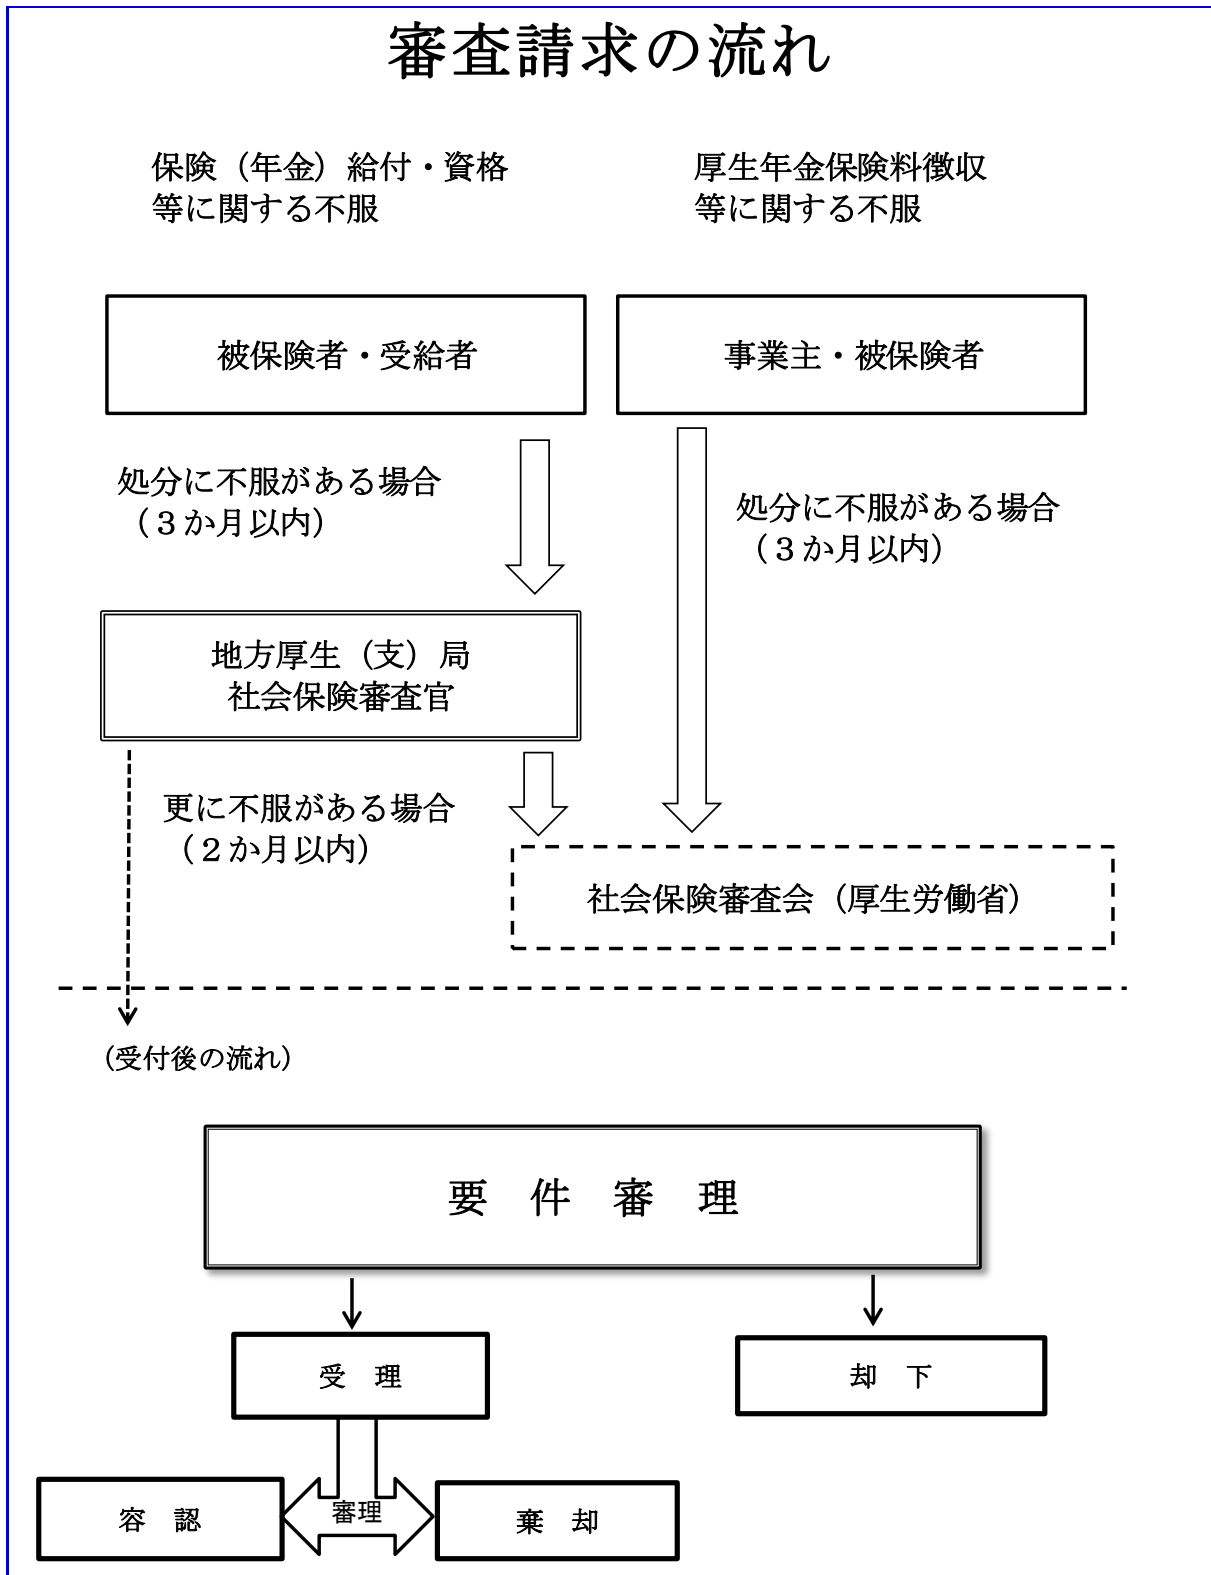 審査請求の流れ
保険（年金）給付・資格
等に関する不服
厚生年金保険料徴収
等に関する不服
被保険者・受給者
事業主・被保険者
処分に不服がある場合
（３か月以内）
処分に不服がある場合
（３か月以内）
地方厚生（支）局
社会保険審査官
更に不服がある場合
（２か月以内）
社会保険審査会（厚生労働省）
（受付後の流れ）
要　件　審　理
受　理
却　下
容　認
審理
棄　却